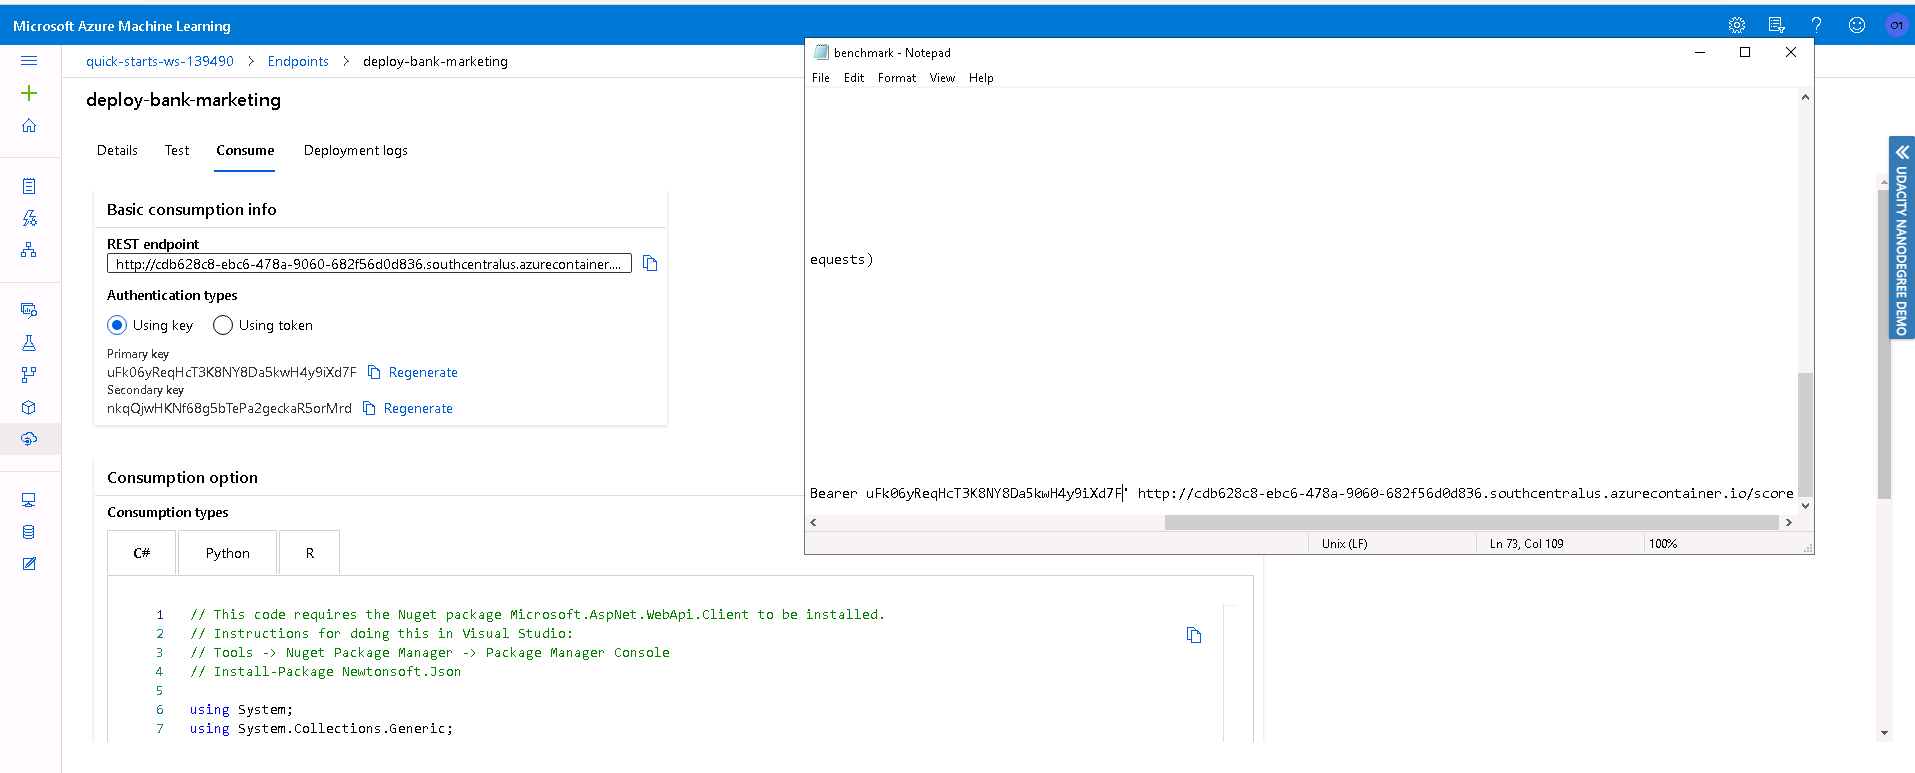 Microsoft Azure Machine Learning
01
quick-starts-ws-139490 > Endpoints > deploy-bank-marketing
deploy-bank-marketing
Details Test Consume Deployment logs
Basic consumption info
REST endpoint
http://cdb628c8-ebc6-478a-9060-682f56d0d836.southcentralus.azurecontainer....
Authentication types
Using key Using token
Primary key
uFk06yReqHcT3K8NY8Da5kwH4y9iXd7F Regenerate
Secondary key
nkqQjwHKNf68g5bTePa2geckaR5orMrd Regenerate
Consumption option
Consumption types
C# Python R
1 // This code requires the Nuget package Microsoft.AspNet.WebApi.Client to be installed.
2 // Instructions for doing this in Visual Studio:
3 // Tools -> Nuget Package Manager -> Package Manager Console
4 // Install-Package Newtonsoft.Json
5
6 using System;
7 using System.Collections.Generic;
benchmark - Notepad
File Edit Format View Help
equests)
Bearer uFk06yReqHcT3K8NY8Da5kwH4y9iXd7F' http://cdb628c8-ebc6-478a-9060-682f56d0d836.southcentralus.azurecontainer.io/score
Unix (LF) Ln 73, Col 109 100%
UDACITY NANODEGREE DEMO